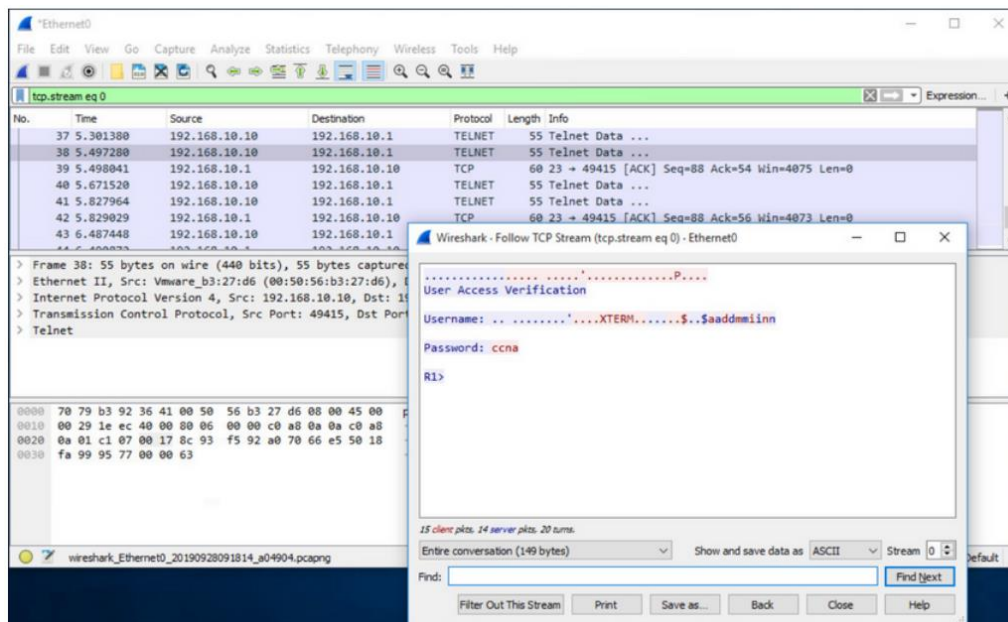 *Ethernet0
File Edit View Go Capture Analyze Statistics Telephony Wireless Tools Help
tcp.stream eq 0
Expression... +
No. Time Source Destination Protocol Length Info
37 5.301380 192.168.10.10 192.168.10.1 TELNET 55 Telnet Data ...
38 5.497280 192.168.10.10 192.168.10.1 TELNET 55 Telnet Data ...
39 5.498041 192.168.10.1 192.168.10.10 TCP 60 23 → 49415 [ACK] Seq=88 Ack=54 Win=4075 Len=0
40 5.671520 192.168.10.10 192.168.10.1 TELNET 55 Telnet Data ...
41 5.827964 192.168.10.10 192.168.10.1 TELNET 55 Telnet Data ...
42 5.829029 192.168.10.1 192.168.10.10 TCP 60 23 → 49415 [ACK] Seq=88 Ack=56 Win=4073 Len=0
43 6.487448 192.168.10.10 192.168.10.1
> Frame 38: 55 bytes on wire (440 bits), 55 bytes captured
> Ethernet II, Src: Vmware_b3:27:d6 (00:50:56:b3:27:d6),
> Internet Protocol Version 4, Src: 192.168.10.10, Dst:
> Transmission Control Protocol, Src Port: 49415, Dst
> Telnet
0000 70 79 b3 92 36 41 00 50 56 b3 27 d6 08 00 45 00
0010 00 29 1e ec 40 00 80 06 00 00 c0 a8 0a 0a c0 a8
0020 0a 01 c1 07 00 17 8c 93 f5 92 a0 70 66 e5 50 18
0030 fa 99 95 77 00 00 63
wireshark_Ethernet0_20190928091814_a04904.pcapng
Default
Wireshark - Follow TCP Stream (tcp.stream eq 0) - Ethernet0
................. .....'.............P....
User Access Verification
Username: .. ........'....XTERM.......$..$aaddmmiinn
Password: ccna
R1>
15 client pkts, 14 server pkts, 20 turns.
Entire conversation (149 bytes) Show and save data as ASCII Stream 0
Find: Find Next
Filter Out This Stream Print Save as... Back Close Help